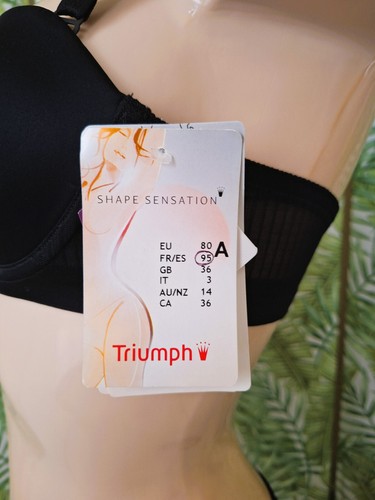 SHAPE SENSATION
EU 80
FR/ES 95 A
GB 36
IT 3
AU/NZ 14
CA 36
Triumph